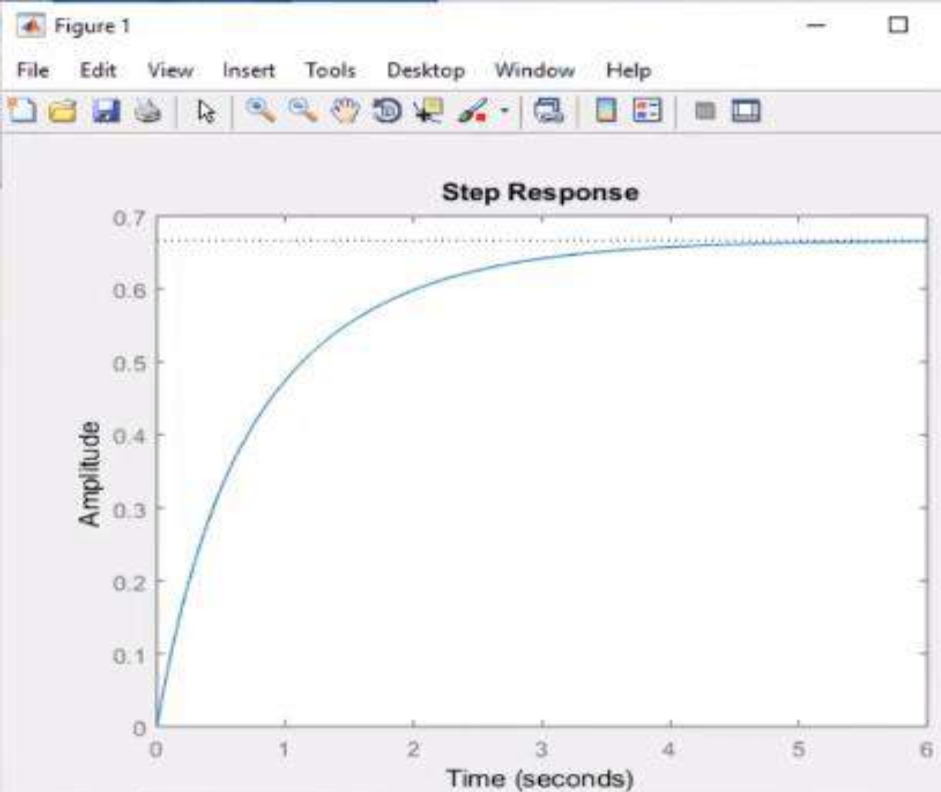 Figure 1
File Edit View Insert Tools Desktop Window Help
Step Response
0.7
0.6
0.5
0.4
0.3
0.2
0.1
0
Amplitude
0 1 2 3 4 5 6
Time (seconds)